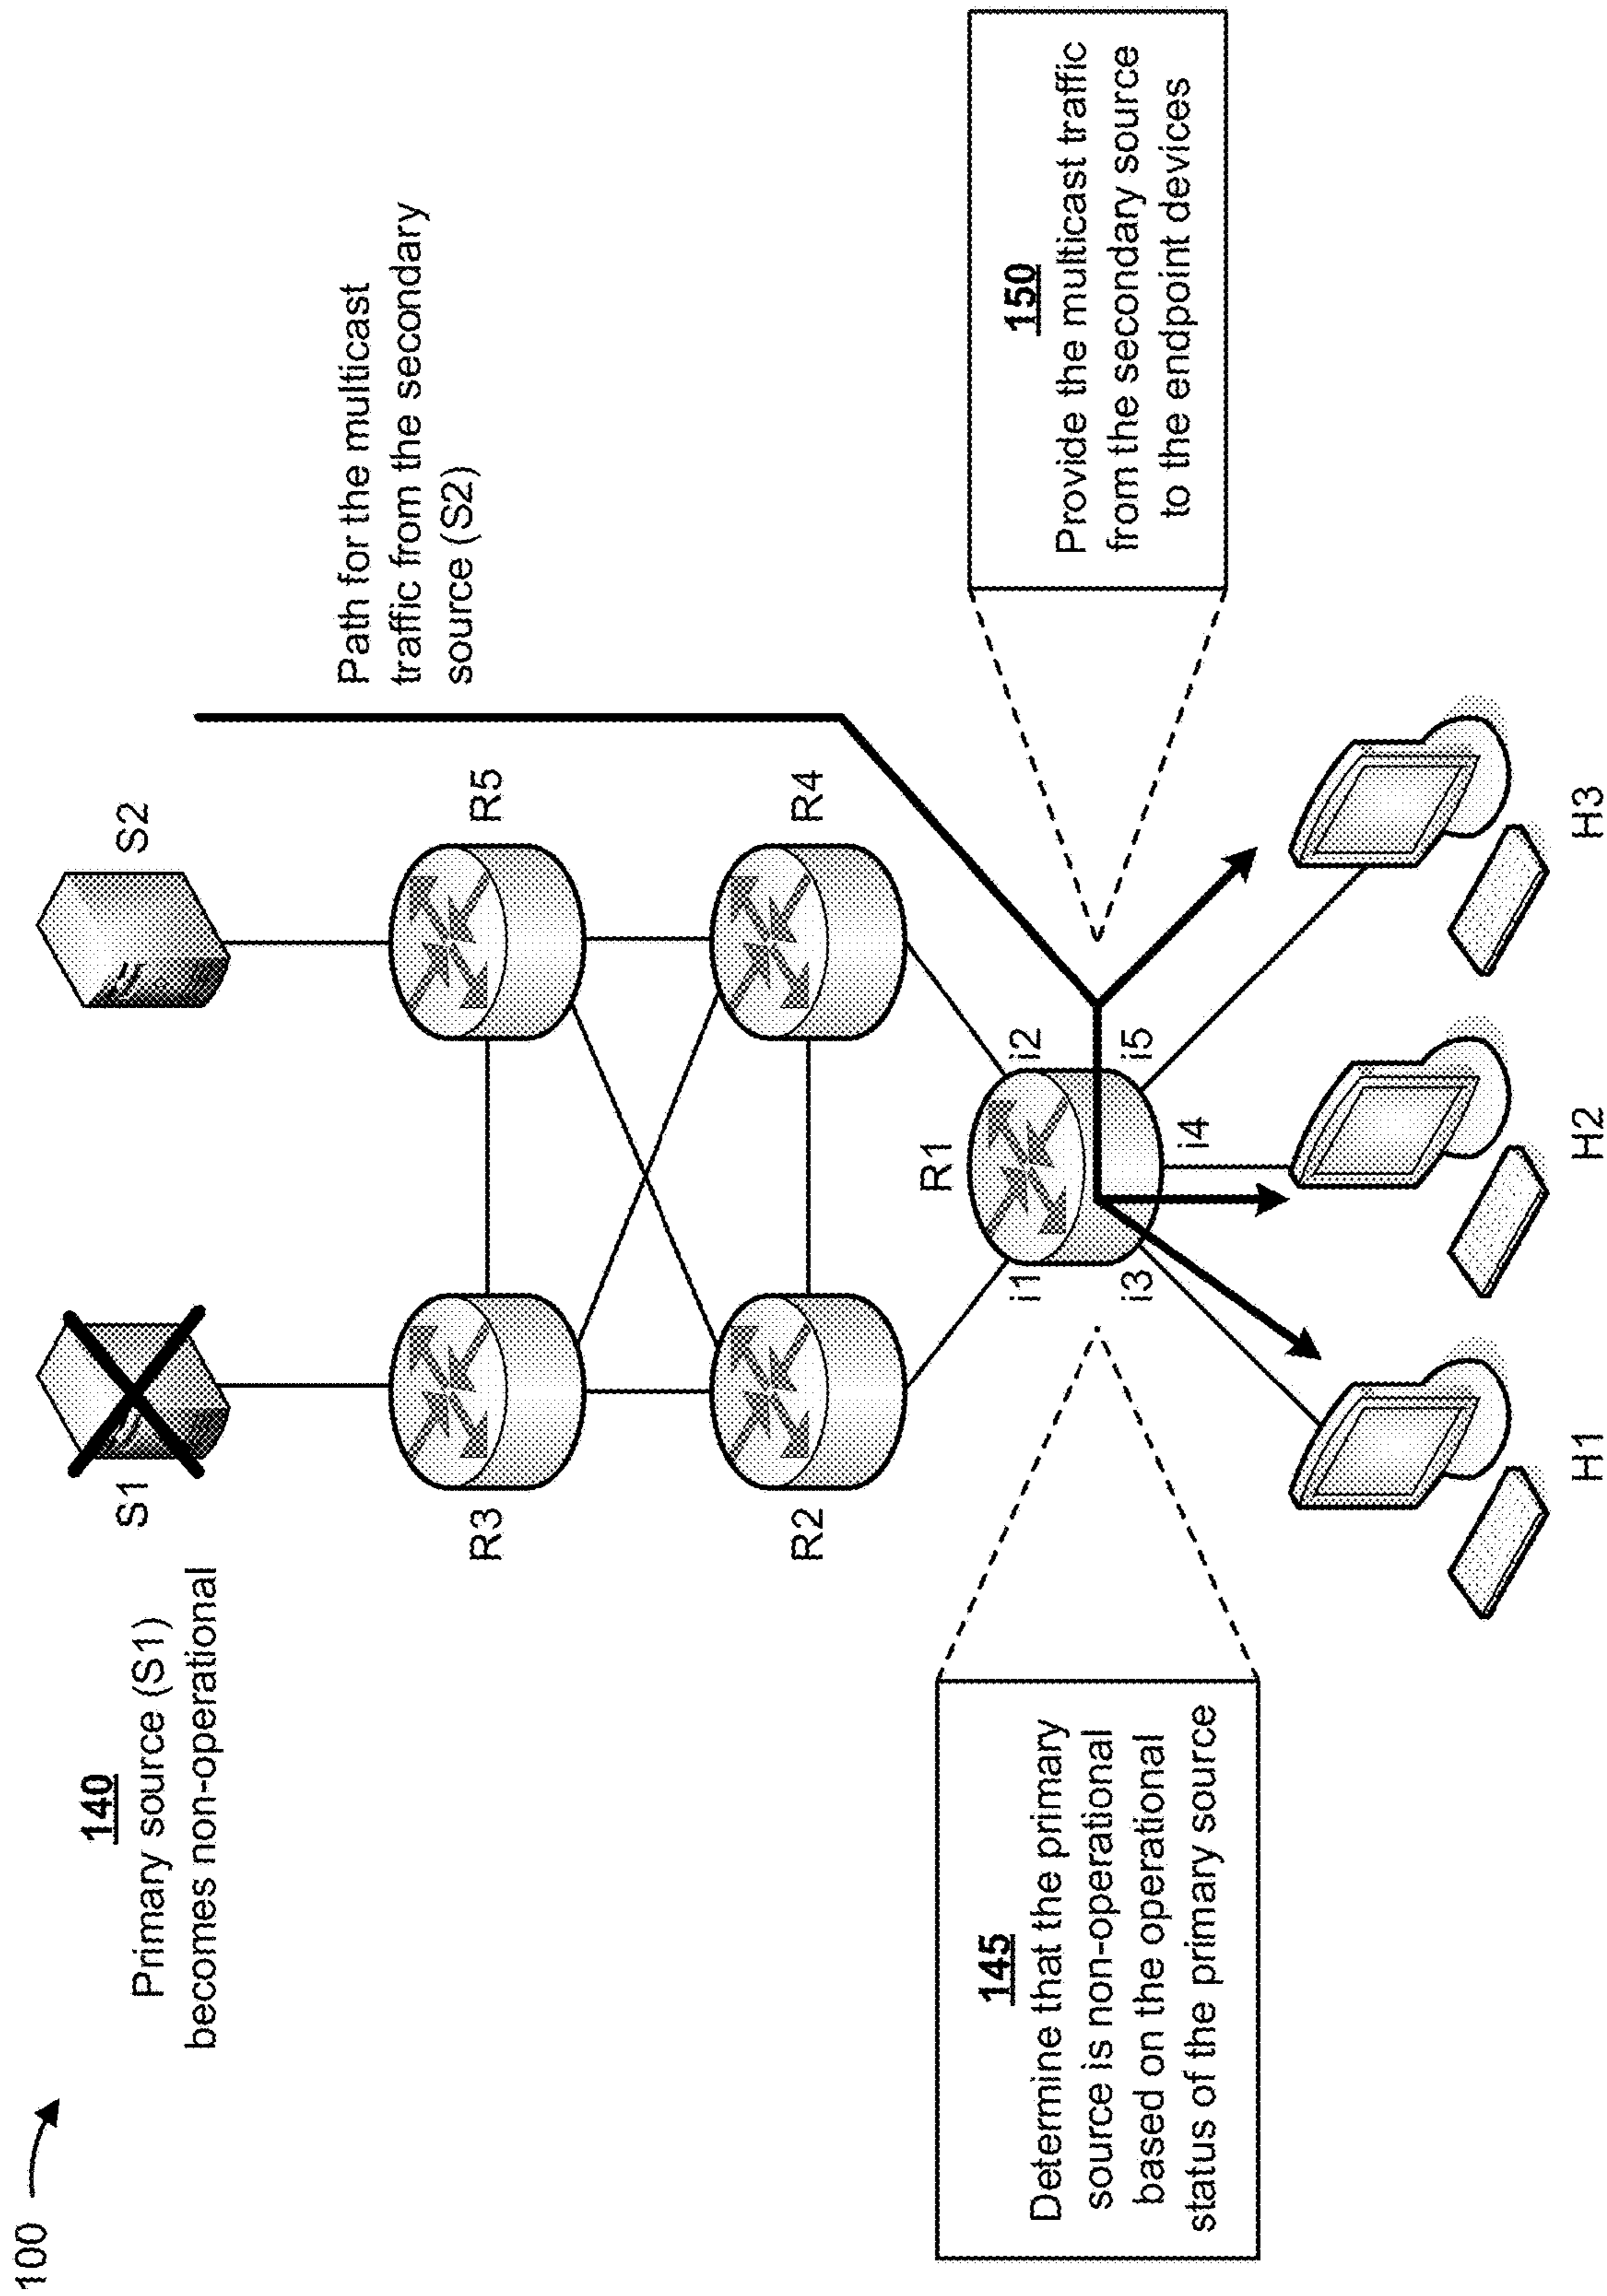 100
140
Primary source (S1)
becomes non-operational
S1
S2
Path for the multicast
traffic from the secondary
source (S2)
R3
R5
R2
R4
R1
i1
i2
i3
i4
i5
145
Determine that the primary
source is non-operational
based on the operational
status of the primary source
150
Provide the multicast traffic
from the secondary source
to the endpoint devices
H1
H2
H3